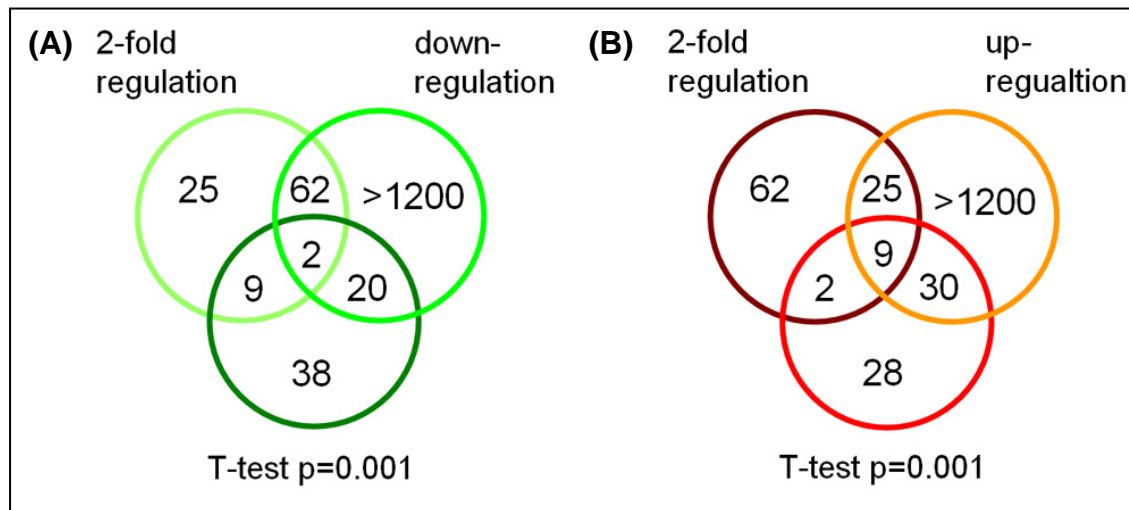 (A) 2-fold regulation
down-regulation
25
62
>1200
2
9
20
38
T-test p=0.001
(B) 2-fold regulation
up-regualtion
62
25
>1200
9
2
30
28
T-test p=0.001